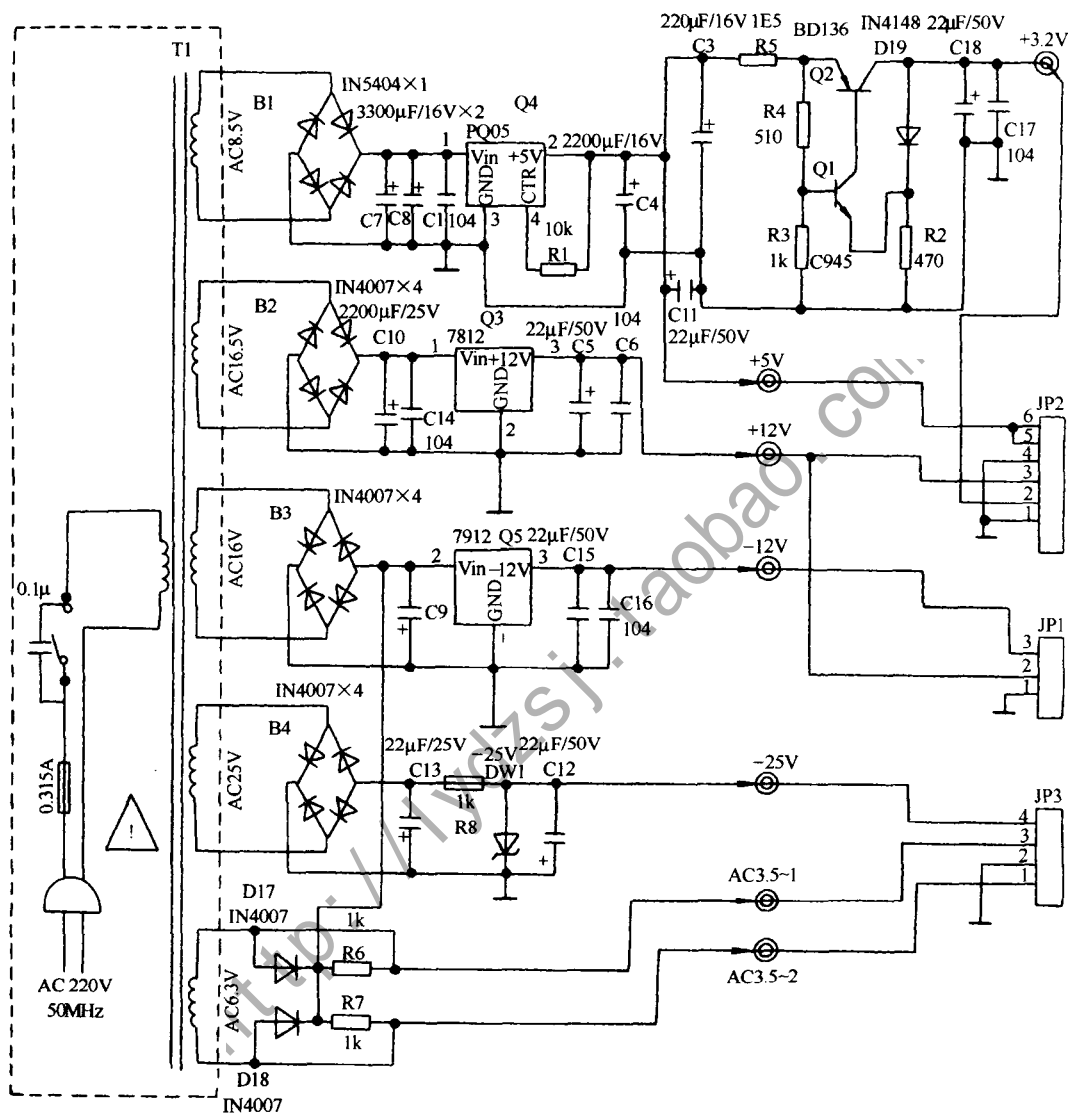 T1
220μF/16V 1E5
BD136
IN4148 22μF/50V
C3
R5
D19
C18
+3.2V
Q2
B1
IN5404×1
3300μF/16V×2
Q4
PQ05
2200μF/16V
AC8.5V
1
Vin
+5V
2
GND
CTR
3
4
C7
C8
C1
104
10k
R1
C4
R4
510
Q1
R3
1k
C945
R2
470
C17
104
IN4007×4
B2
2200μF/25V
C10
Q3
7812
22μF/50V
104
C11
22μF/50V
AC16.5V
1
Vin+12V
3
C5
C6
GND
2
C14
104
+5V
+12V
JP2
6
5
4
3
2
1
B3
IN4007×4
7912 Q5 22μF/50V
AC16V
2
Vin−12V
3
C15
GND
−
C9
C16
104
−12V
JP1
3
2
1
0.1μ
IN4007×4
B4
22μF/25V
−25V
22μF/50V
C13
DW1
C12
AC25V
1k
R8
−25V
JP3
4
3
2
1
0.315A
!
AC3.5~1
AC3.5~2
D17
IN4007
1k
R6
R7
1k
AC6.3V
D18
IN4007
AC 220V
50MHz
http://lydzsj.taobao.com